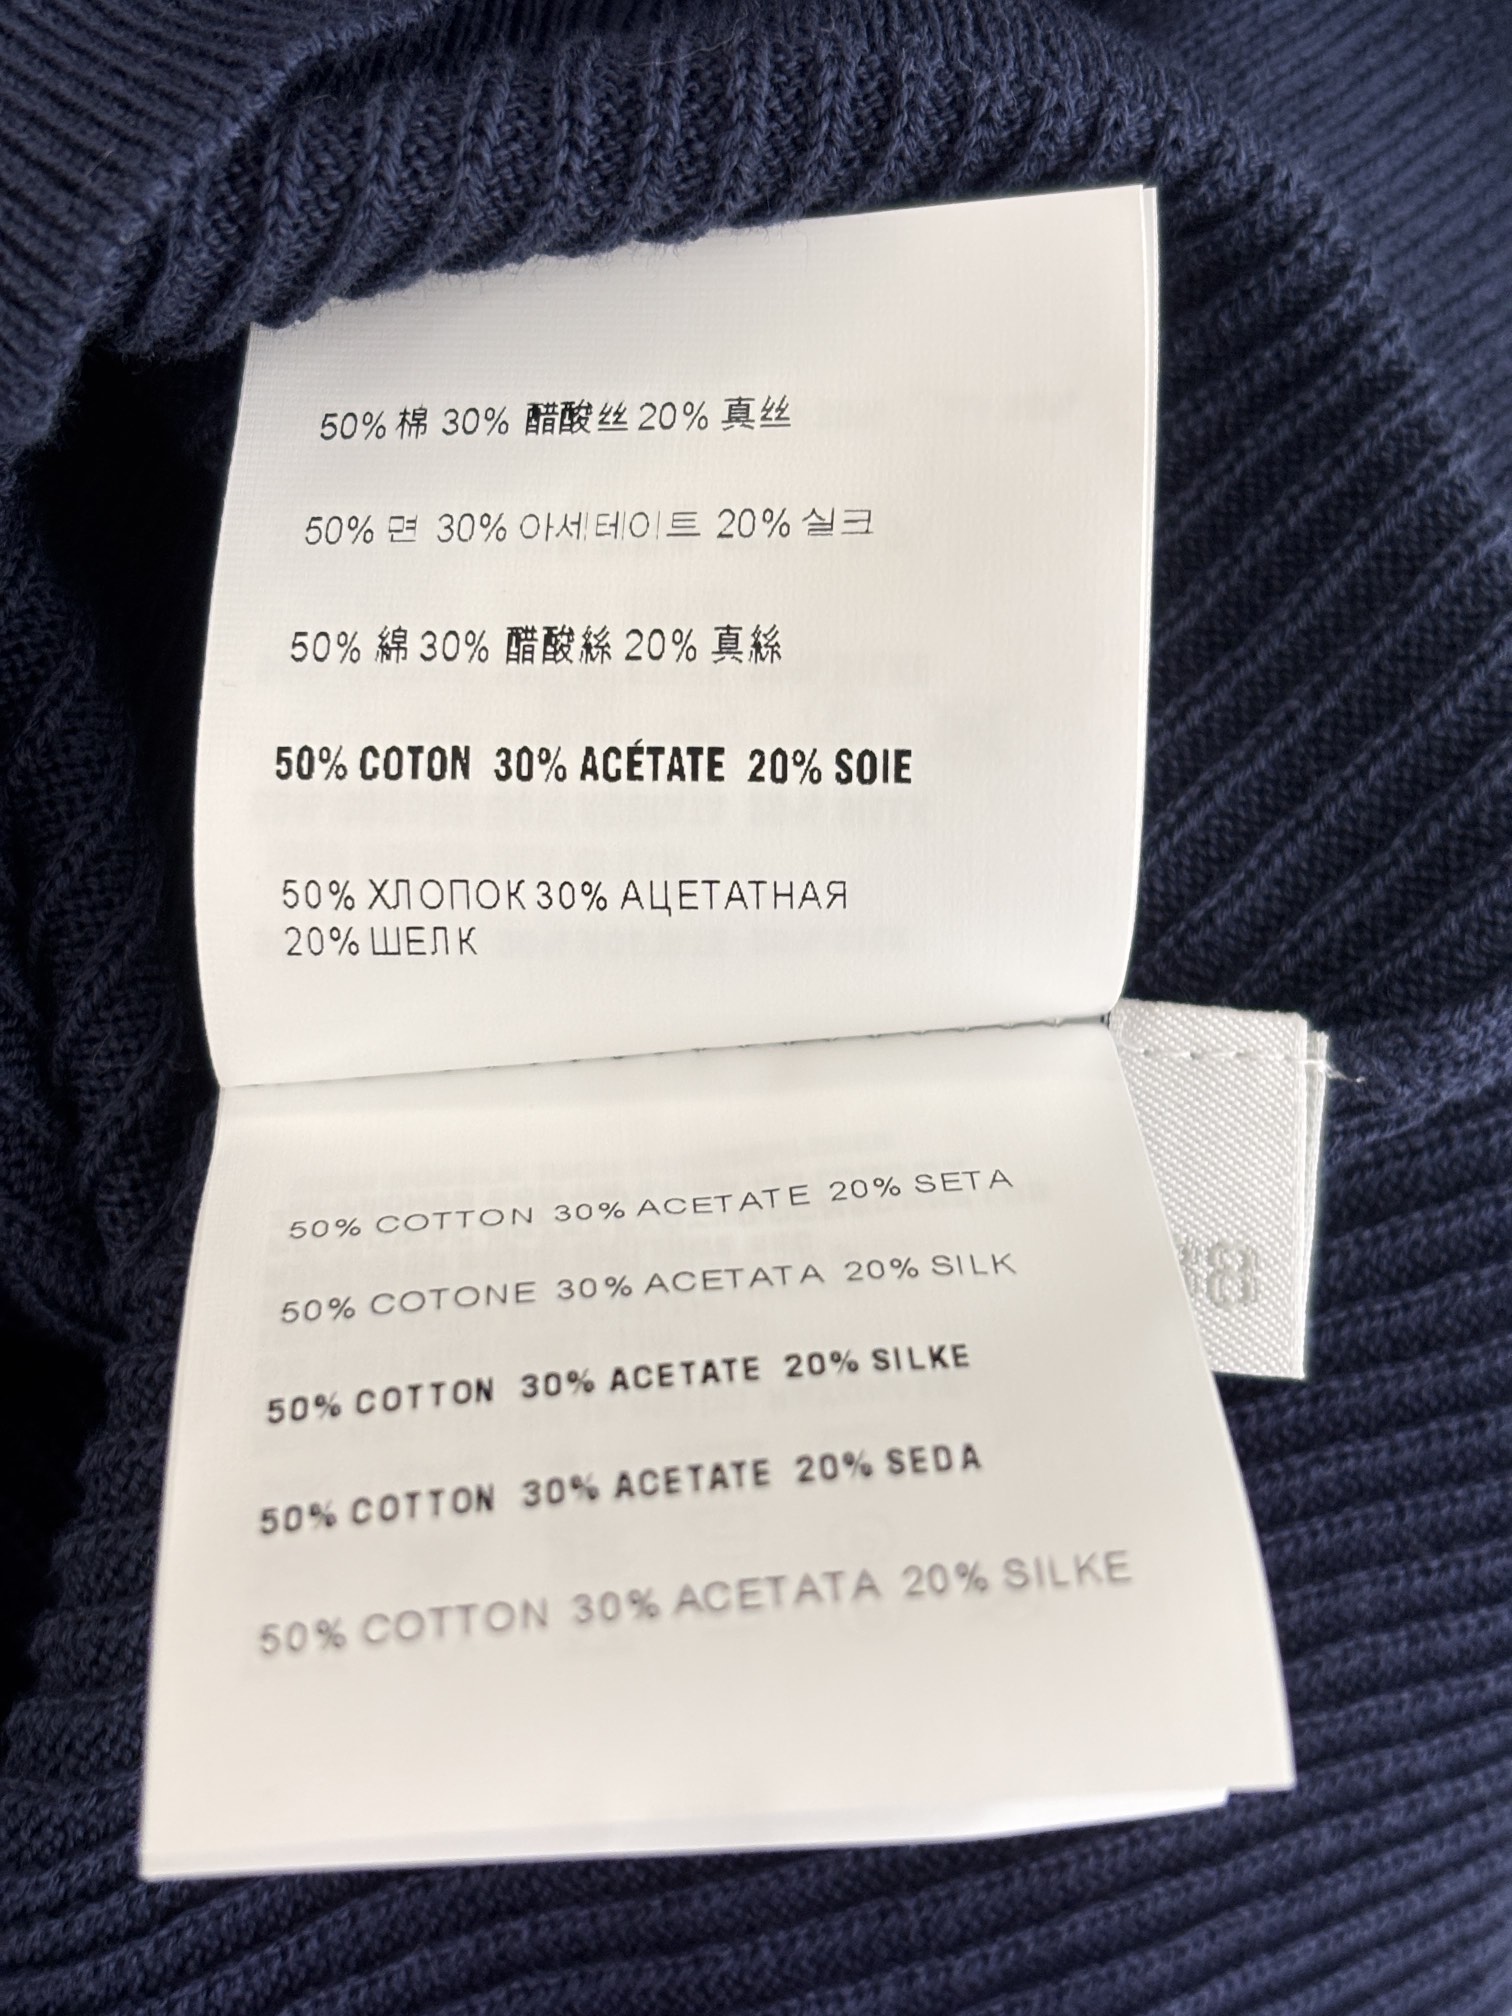 50% 棉 30% 醋酸丝 20% 真丝
50% 면 30% 아세테이트 20% 실크
50% 綿 30% 醋酸絲 20% 真絲
50% COTON 30% ACÉTATE 20% SOIE
50% ХЛОПОК 30% АЦЕТАТНАЯ
20% ШЕЛК
50% COTTON 30% ACETATE 20% SETA
50% COTONE 30% ACETATA 20% SILK
50% COTTON 30% ACETATE 20% SILKE
50% COTTON 30% ACETATE 20% SEDA
50% COTTON 30% ACETATA 20% SILKE